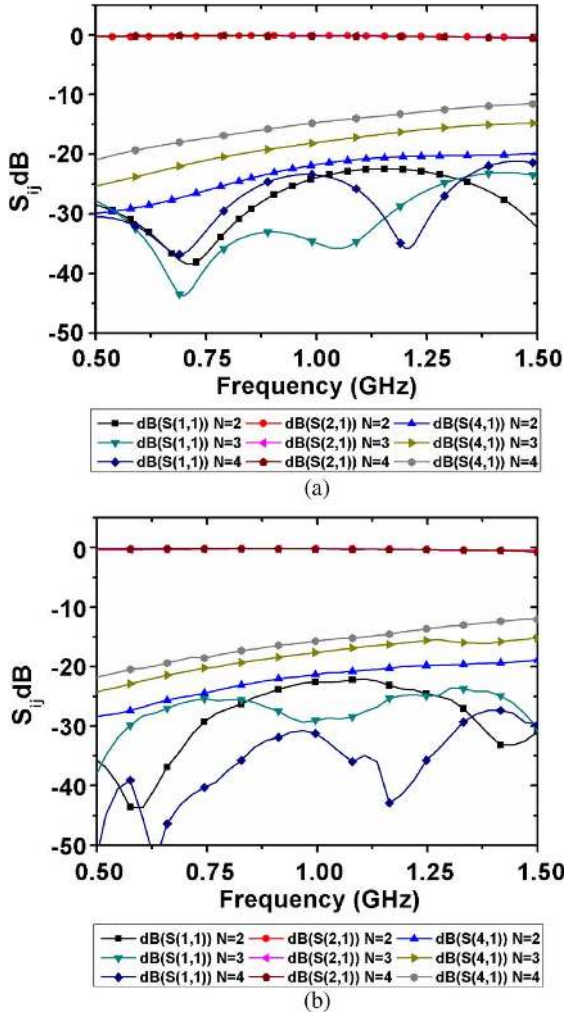 (a)
0
-10
-20
-30
-40
-50
S_ij dB
0.50 0.75 1.00 1.25 1.50
Frequency (GHz)
dB(S(1,1)) N=2 dB(S(2,1)) N=2 dB(S(4,1)) N=2
dB(S(1,1)) N=3 dB(S(2,1)) N=3 dB(S(4,1)) N=3
dB(S(1,1)) N=4 dB(S(2,1)) N=4 dB(S(4,1)) N=4
(a)
0
-10
-20
-30
-40
-50
S_ij dB
0.50 0.75 1.00 1.25 1.50
Frequency (GHz)
dB(S(1,1)) N=2 dB(S(2,1)) N=2 dB(S(4,1)) N=2
dB(S(1,1)) N=3 dB(S(2,1)) N=3 dB(S(4,1)) N=3
dB(S(1,1)) N=4 dB(S(2,1)) N=4 dB(S(4,1)) N=4
(b)